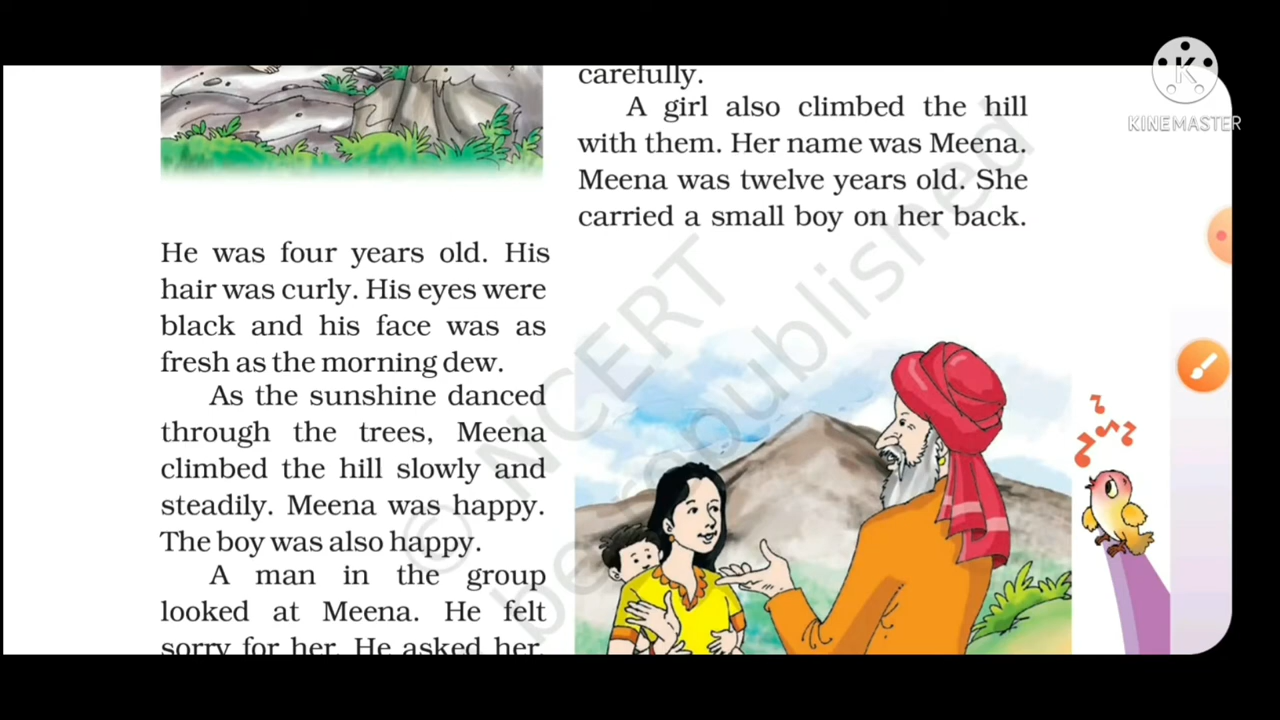 carefully.
A girl also climbed the hill
with them. Her name was Meena.
Meena was twelve years old. She
carried a small boy on her back.
He was four years old. His
hair was curly. His eyes were
black and his face was as
fresh as the morning dew.
As the sunshine danced
through the trees, Meena
climbed the hill slowly and
steadily. Meena was happy.
The boy was also happy.
A man in the group
looked at Meena. He felt
sorry for her. He asked her,
© NCERT
be republished
K
KINEMASTER